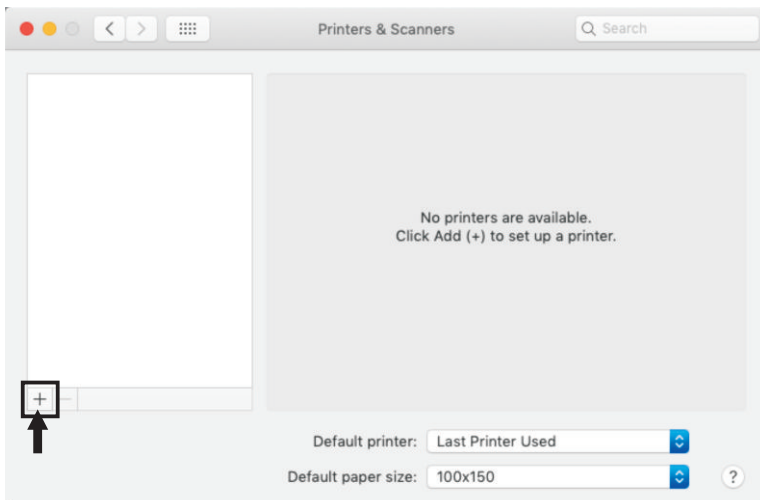 Printers & Scanners
Search
No printers are available.
Click Add (+) to set up a printer.
+ −
Default printer: Last Printer Used
Default paper size: 100x150
?